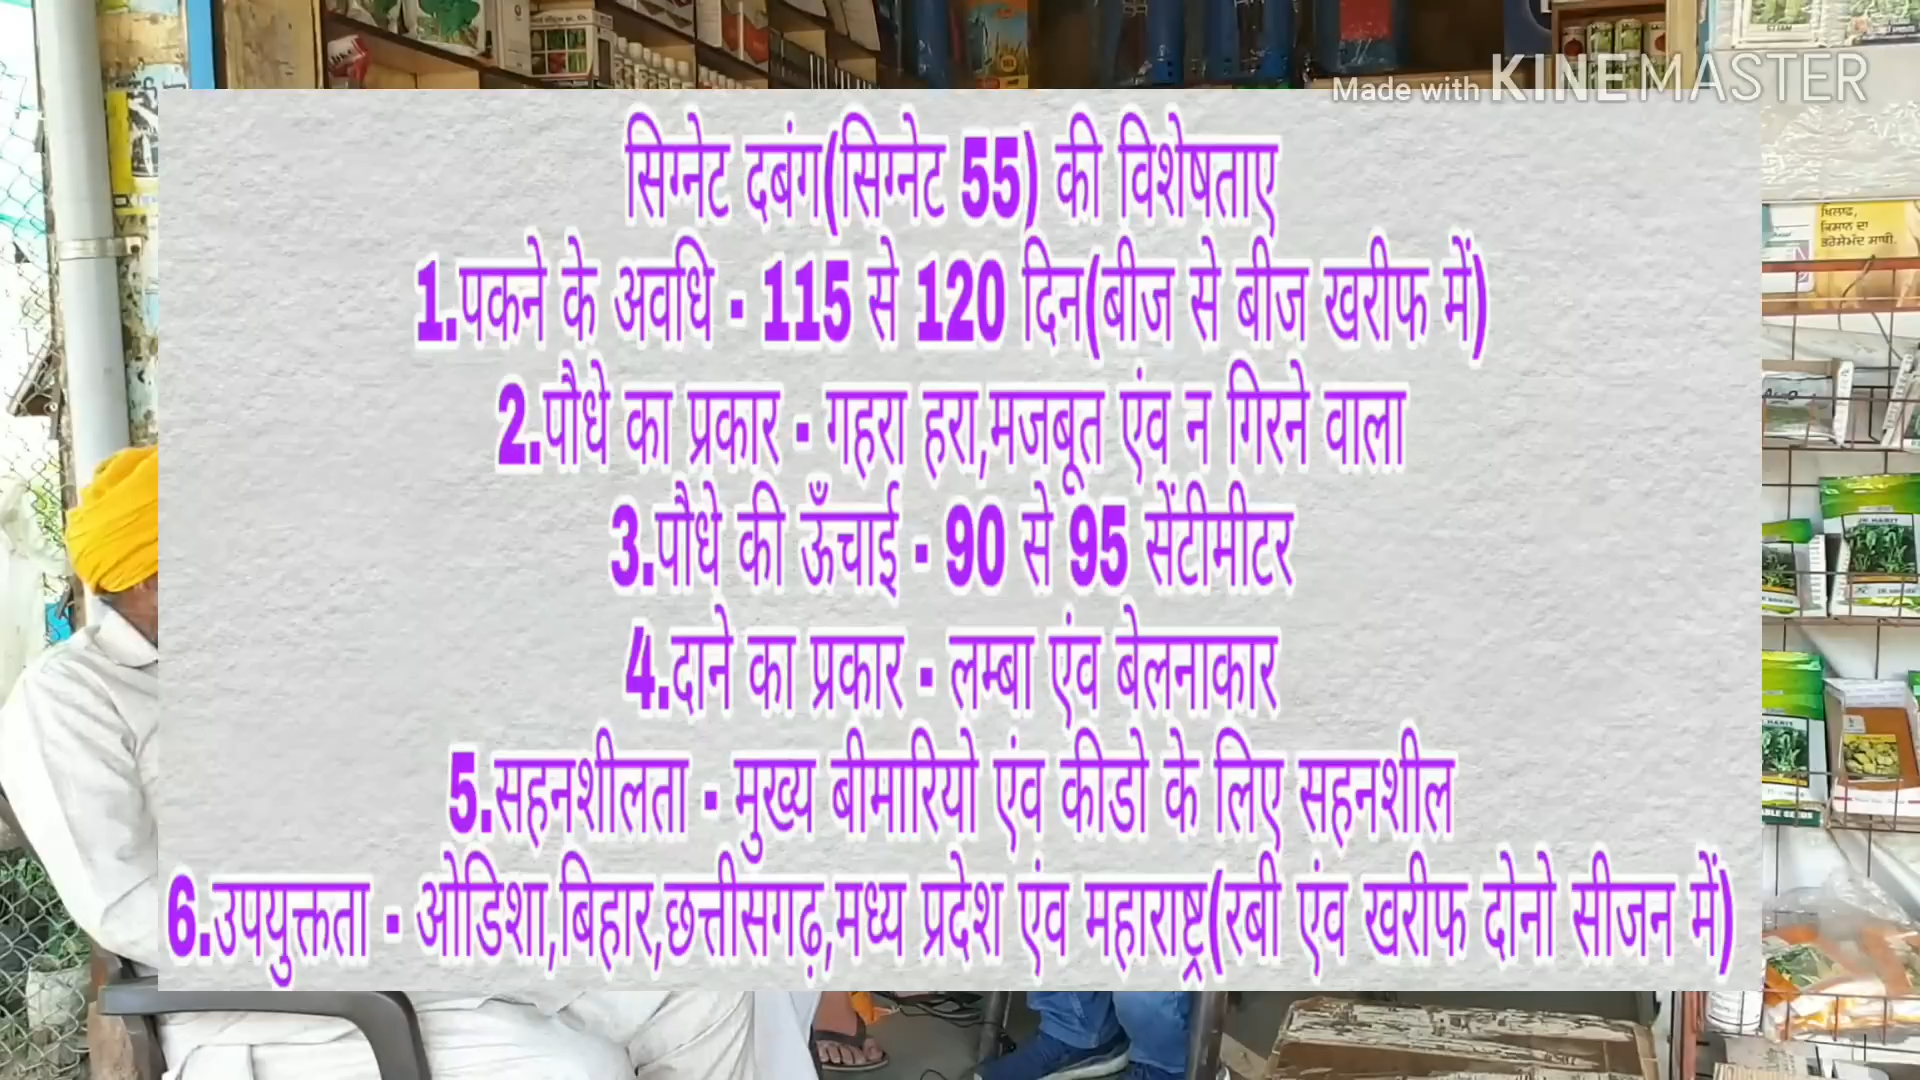 Made with KINEMASTER
सिग्नेट दबंग(सिग्नेट 55) की विशेषताए
1.पकने के अवधि - 115 से 120 दिन(बीज से बीज खरीफ में)
2.पौधे का प्रकार - गहरा हरा,मजबूत एंव न गिरने वाला
3.पौधे की ऊँचाई - 90 से 95 सेंटीमीटर
4.दाने का प्रकार - लम्बा एंव बेलनाकार
5.सहनशीलता - मुख्य बीमारियो एंव कीडो के लिए सहनशील
6.उपयुक्तता - ओडिशा,बिहार,छत्तीसगढ़,मध्य प्रदेश एंव महाराष्ट्र(रबी एंव खरीफ दोनो सीजन में)